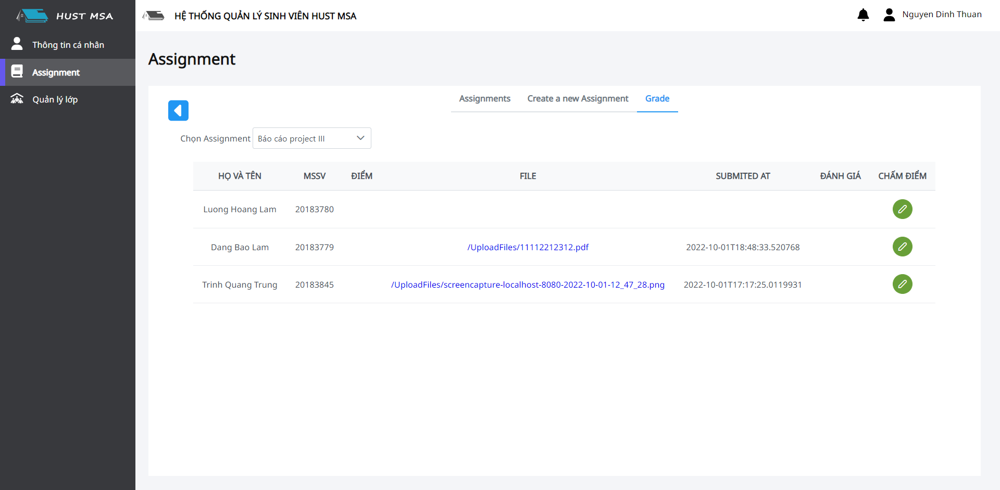 HUST MSA
HỆ THỐNG QUẢN LÝ SINH VIÊN HUST MSA
Nguyen Dinh Thuan
Thông tin cá nhân
Assignment
Quản lý lớp
Assignment
Assignments
Create a new Assignment
Grade
Chọn Assignment
Báo cáo project III
HỌ VÀ TÊN MSSV ĐIỂM FILE SUBMITED AT ĐÁNH GIÁ CHẤM ĐIỂM
Luong Hoang Lam 20183780
Dang Bao Lam 20183779 /UploadFiles/11112212312.pdf 2022-10-01T18:48:33.520768
Trinh Quang Trung 20183845 /UploadFiles/screencapture-localhost-8080-2022-10-01-12_47_28.png 2022-10-01T17:17:25.0119931